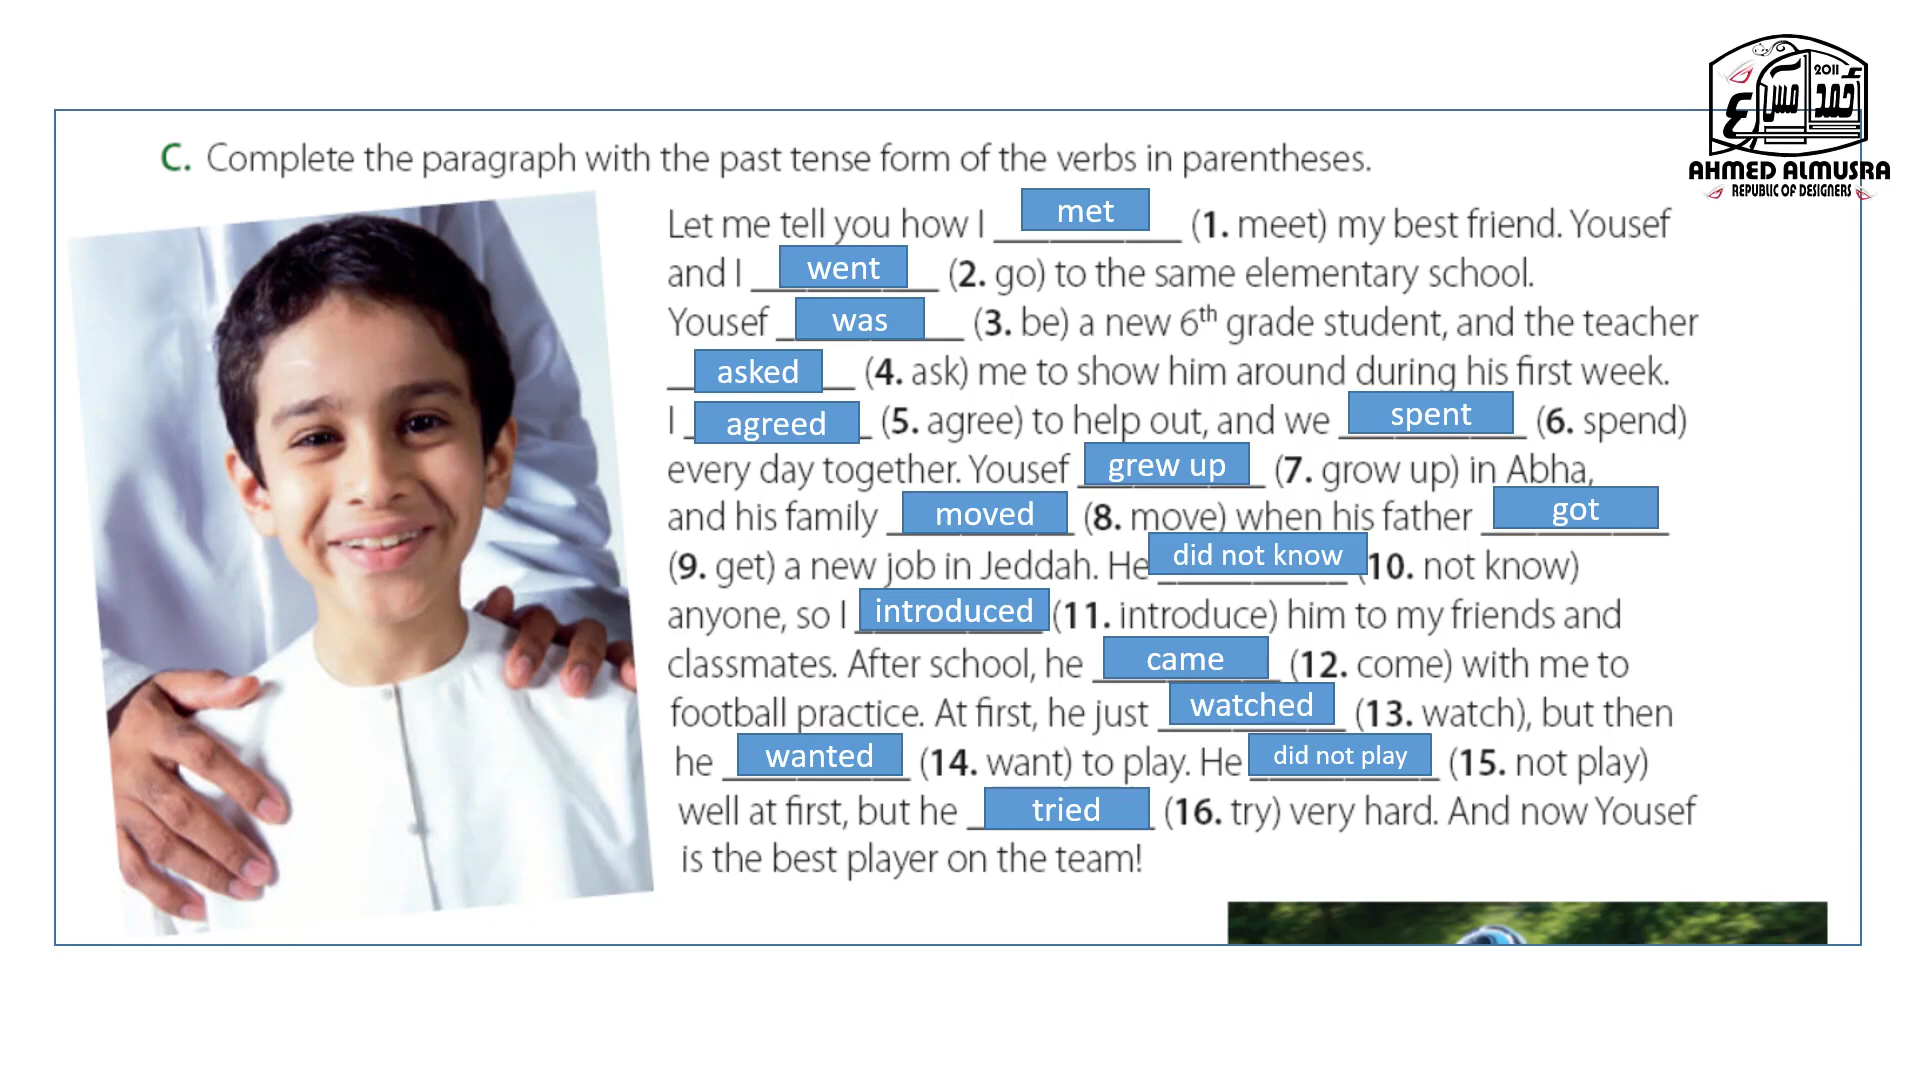 2011
أحمد
مسرع
AHMED ALMUSRA
REPUBLIC OF DESIGNERS
C. Complete the paragraph with the past tense form of the verbs in parentheses.
Let me tell you how I met (1. meet) my best friend. Yousef
and I went (2. go) to the same elementary school.
Yousef was (3. be) a new 6th grade student, and the teacher
asked (4. ask) me to show him around during his first week.
I agreed (5. agree) to help out, and we spent (6. spend)
every day together. Yousef grew up (7. grow up) in Abha,
and his family moved (8. move) when his father got
(9. get) a new job in Jeddah. He did not know (10. not know)
anyone, so I introduced (11. introduce) him to my friends and
classmates. After school, he came (12. come) with me to
football practice. At first, he just watched (13. watch), but then
he wanted (14. want) to play. He did not play (15. not play)
well at first, but he tried (16. try) very hard. And now Yousef
is the best player on the team!